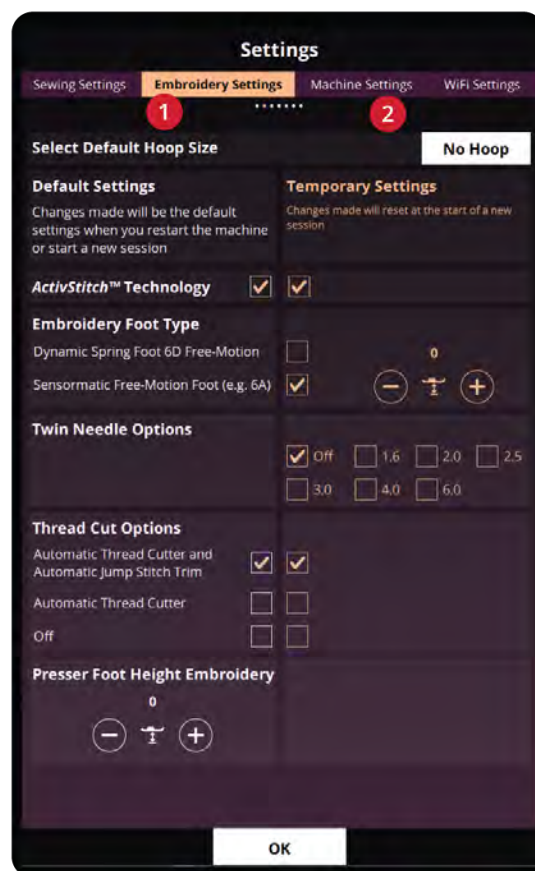 Settings
Sewing Settings Embroidery Settings Machine Settings WiFi Settings
1 2
Select Default Hoop Size No Hoop
Default Settings Temporary Settings
Changes made will be the default Changes made will reset at the start of a new
settings when you restart the machine session
or start a new session
ActivStitch™ Technology
Embroidery Foot Type
Dynamic Spring Foot 6D Free-Motion 0
Sensormatic Free-Motion Foot (e.g. 6A)
Twin Needle Options
Off 1.6 2.0 2.5
3.0 4.0 6.0
Thread Cut Options
Automatic Thread Cutter and
Automatic Jump Stitch Trim
Automatic Thread Cutter
Off
Presser Foot Height Embroidery
0
OK